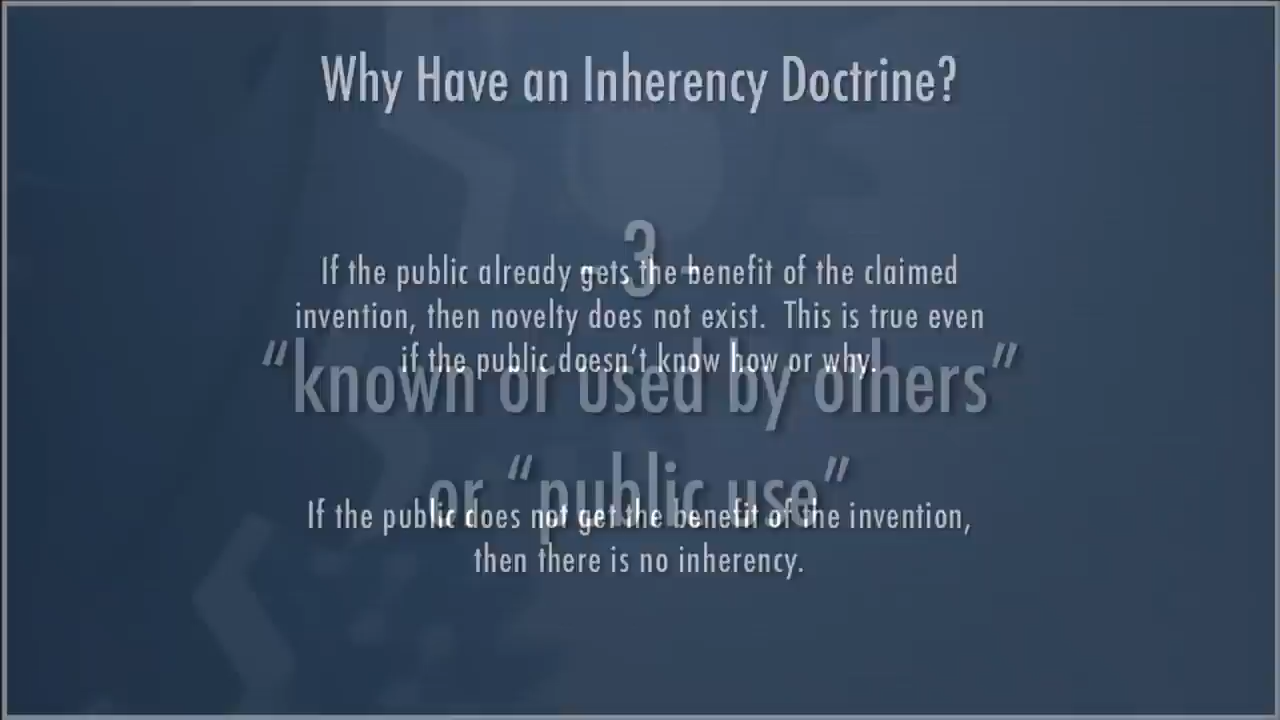 Why Have an Inherency Doctrine?
- 3 -
If the public already gets the benefit of the claimed
invention, then novelty does not exist. This is true even
if the public doesn't know how or why.
“known or used by others”
or “public use”
If the public does not get the benefit of the invention,
then there is no inherency.